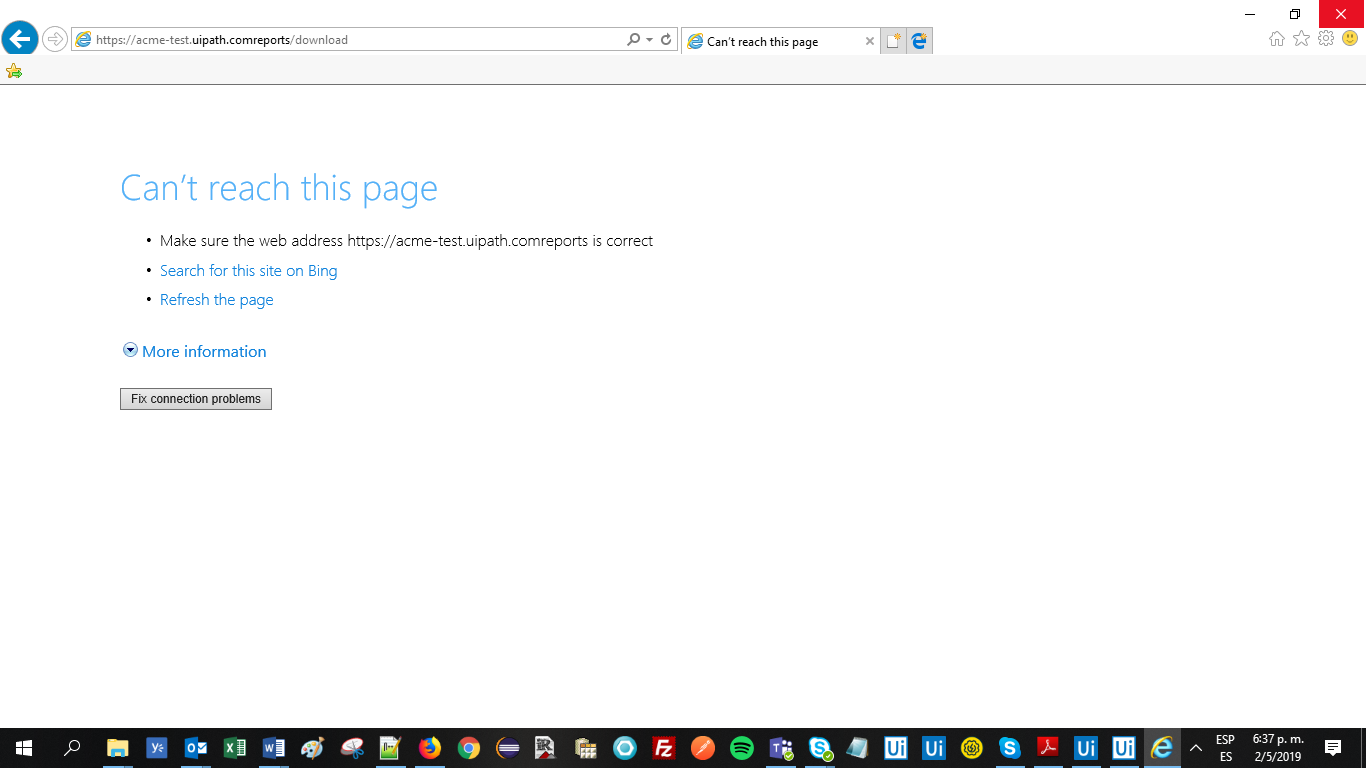 https://acme-test.uipath.comreports/download
Can't reach this page
Can't reach this page
• Make sure the web address https://acme-test.uipath.comreports is correct
• Search for this site on Bing
• Refresh the page
More information
Fix connection problems
ESP
ES
6:37 p. m.
2/5/2019